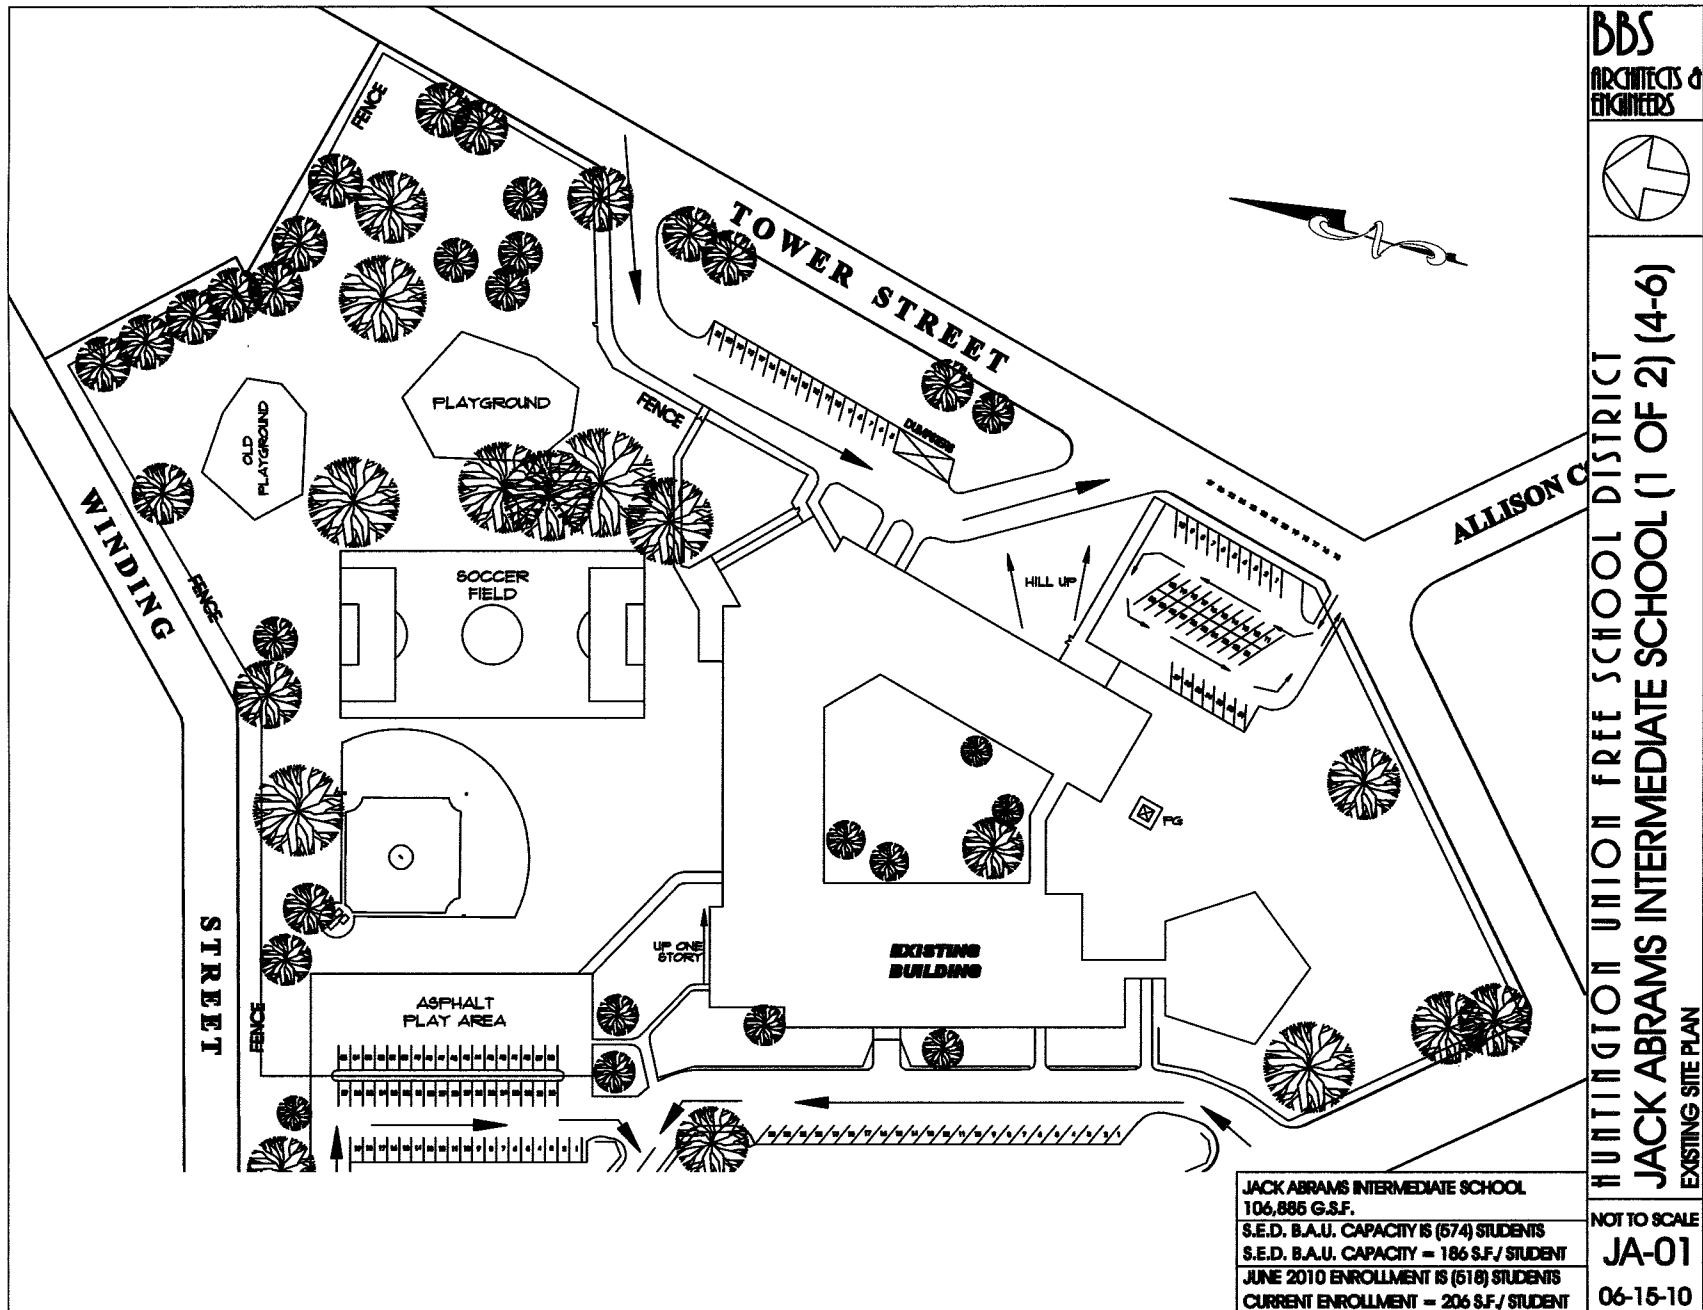 BBS
ARCHITECTS &
ENGINEERS
HUNTINGTON UNION FREE SCHOOL DISTRICT
JACK ABRAMS INTERMEDIATE SCHOOL (1 OF 2) (4-6)
EXISTING SITE PLAN
NOT TO SCALE
JA-01
06-15-10
FENCE
TOWER STREET
N
PLAYGROUND
OLD
PLAYGROUND
FENCE
DUMPSTERS
ALLISON C
WINDING
STREET
FENCE
SOCCER
FIELD
HILL UP
PG
UP ONE
STORY
EXISTING
BUILDING
ASPHALT
PLAY AREA
FENCE
JACK ABRAMS INTERMEDIATE SCHOOL
106,885 G.S.F.
S.E.D. B.A.U. CAPACITY IS (574) STUDENTS
S.E.D. B.A.U. CAPACITY = 186 S.F./ STUDENT
JUNE 2010 ENROLLMENT IS (518) STUDENTS
CURRENT ENROLLMENT = 206 S.F./ STUDENT